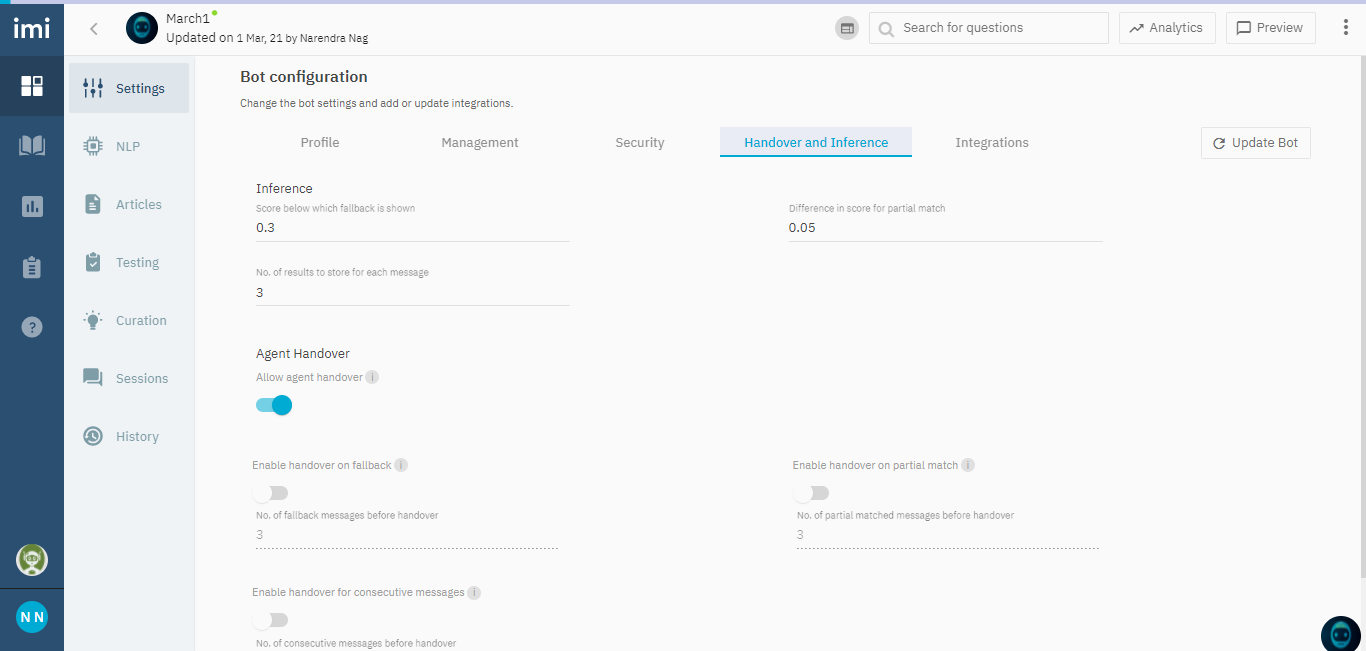 imi
March1
Updated on 1 Mar, 21 by Narendra Nag
Search for questions
Analytics
Preview
Settings
NLP
Articles
Testing
Curation
Sessions
History
N N
Bot configuration
Change the bot settings and add or update integrations.
Profile
Management
Security
Handover and Inference
Integrations
Update Bot
Inference
Score below which fallback is shown
0.3
Difference in score for partial match
0.05
No. of results to store for each message
3
Agent Handover
Allow agent handover i
Enable handover on fallback i
No. of fallback messages before handover
3
Enable handover on partial match i
No. of partial matched messages before handover
3
Enable handover for consecutive messages i
No. of consecutive messages before handover